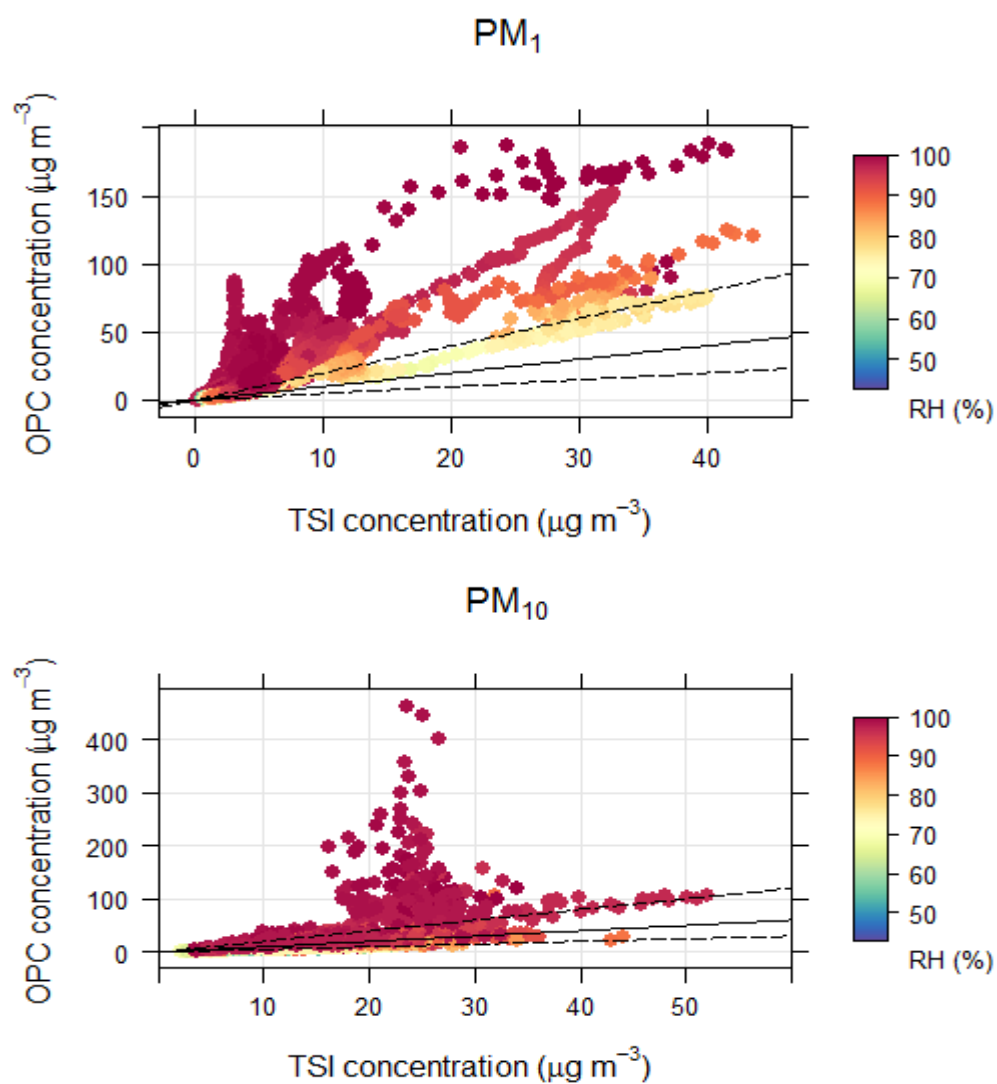 PM₁
OPC concentration (μg m⁻³)
150
100
50
0
0 10 20 30 40
TSI concentration (μg m⁻³)
100
90
80
70
60
50
RH (%)
PM₁₀
OPC concentration (μg m⁻³)
400
300
200
100
0
10 20 30 40 50
TSI concentration (μg m⁻³)
100
90
80
70
60
50
RH (%)